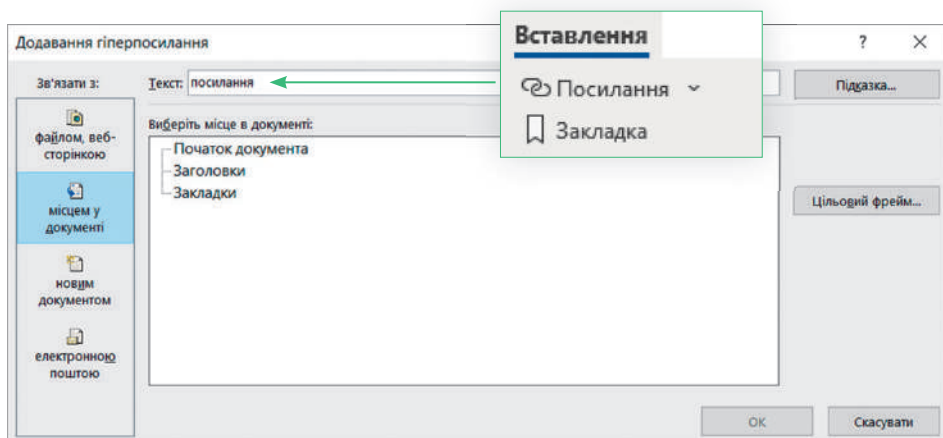 Додавання гіперпосилання
?
Вставлення
Посилання
Закладка
Зв'язати з:
Текст: посилання
Підказка...
файлом, веб-
сторінкою
місцем у
документі
новим
документом
електронною
поштою
Виберіть місце в документі:
Початок документа
Заголовки
Закладки
Цільовий фрейм...
ОК
Скасувати